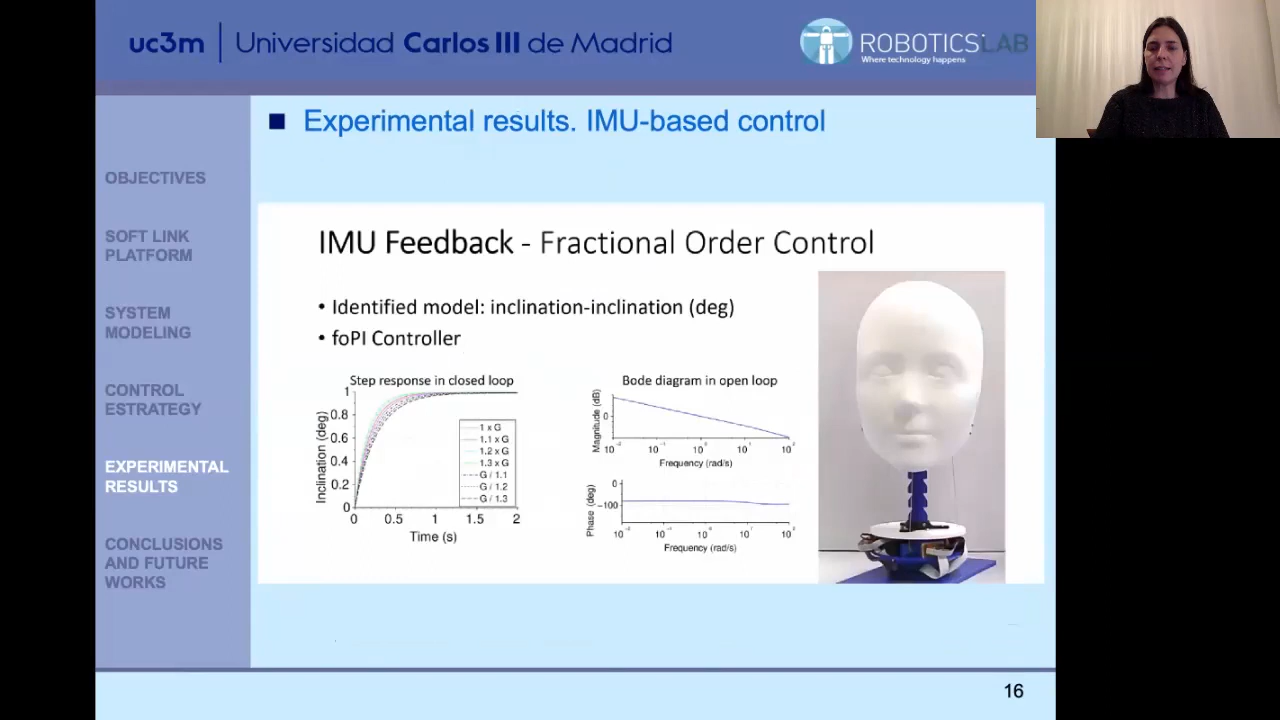 uc3m | Universidad Carlos III de Madrid
ROBOTICSLAB
Where technology happens
Experimental results. IMU-based control
OBJECTIVES
SOFT LINK
PLATFORM
SYSTEM
MODELING
CONTROL
ESTRATEGY
EXPERIMENTAL
RESULTS
CONCLUSIONS
AND FUTURE
WORKS
IMU Feedback - Fractional Order Control
• Identified model: inclination-inclination (deg)
• foPI Controller
Step response in closed loop
Inclination (deg)
1
0.8
0.6
0.4
0.2
0
0 0.5 1 1.5 2
Time (s)
1 x G
1.1 x G
1.2 x G
1.3 x G
G / 1.1
G / 1.2
G / 1.3
Bode diagram in open loop
Magnitude (dB)
0
Frequency (rad/s)
Phase (deg)
0
-100
Frequency (rad/s)
16